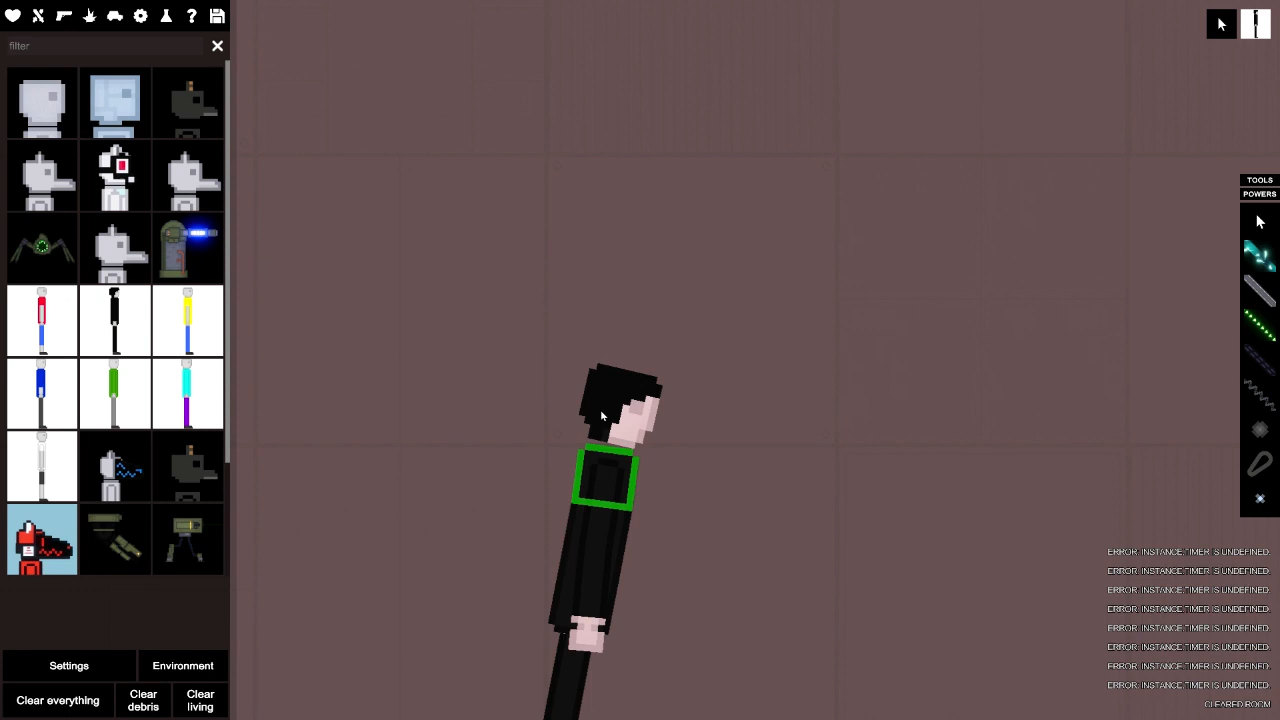 filter
TOOLS
POWERS
ERROR: INSTANCE.TIMER IS UNDEFINED.
ERROR: INSTANCE.TIMER IS UNDEFINED.
ERROR: INSTANCE.TIMER IS UNDEFINED.
ERROR: INSTANCE.TIMER IS UNDEFINED.
ERROR: INSTANCE.TIMER IS UNDEFINED.
ERROR: INSTANCE.TIMER IS UNDEFINED.
ERROR: INSTANCE.TIMER IS UNDEFINED.
ERROR: INSTANCE.TIMER IS UNDEFINED.
CLEARED ROOM
Settings
Environment
Clear everything
Clear
debris
Clear
living